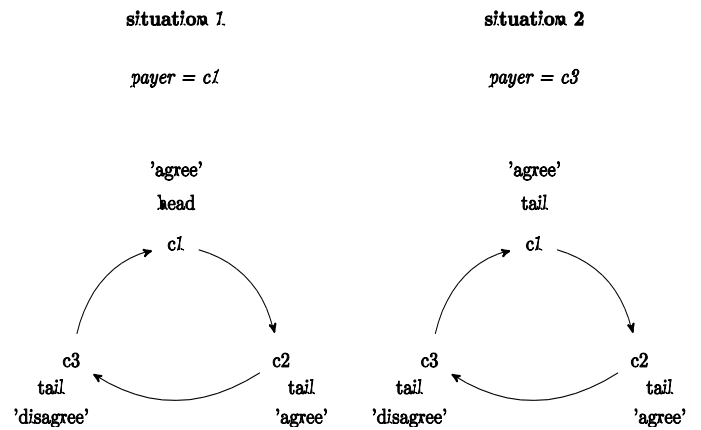 situation 1
payer = c1
'agree'
head
c1
c3
tail
'disagree'
c2
tail
'agree'
situation 2
payer = c3
'agree'
tail
c1
c3
tail
'disagree'
c2
tail
'agree'